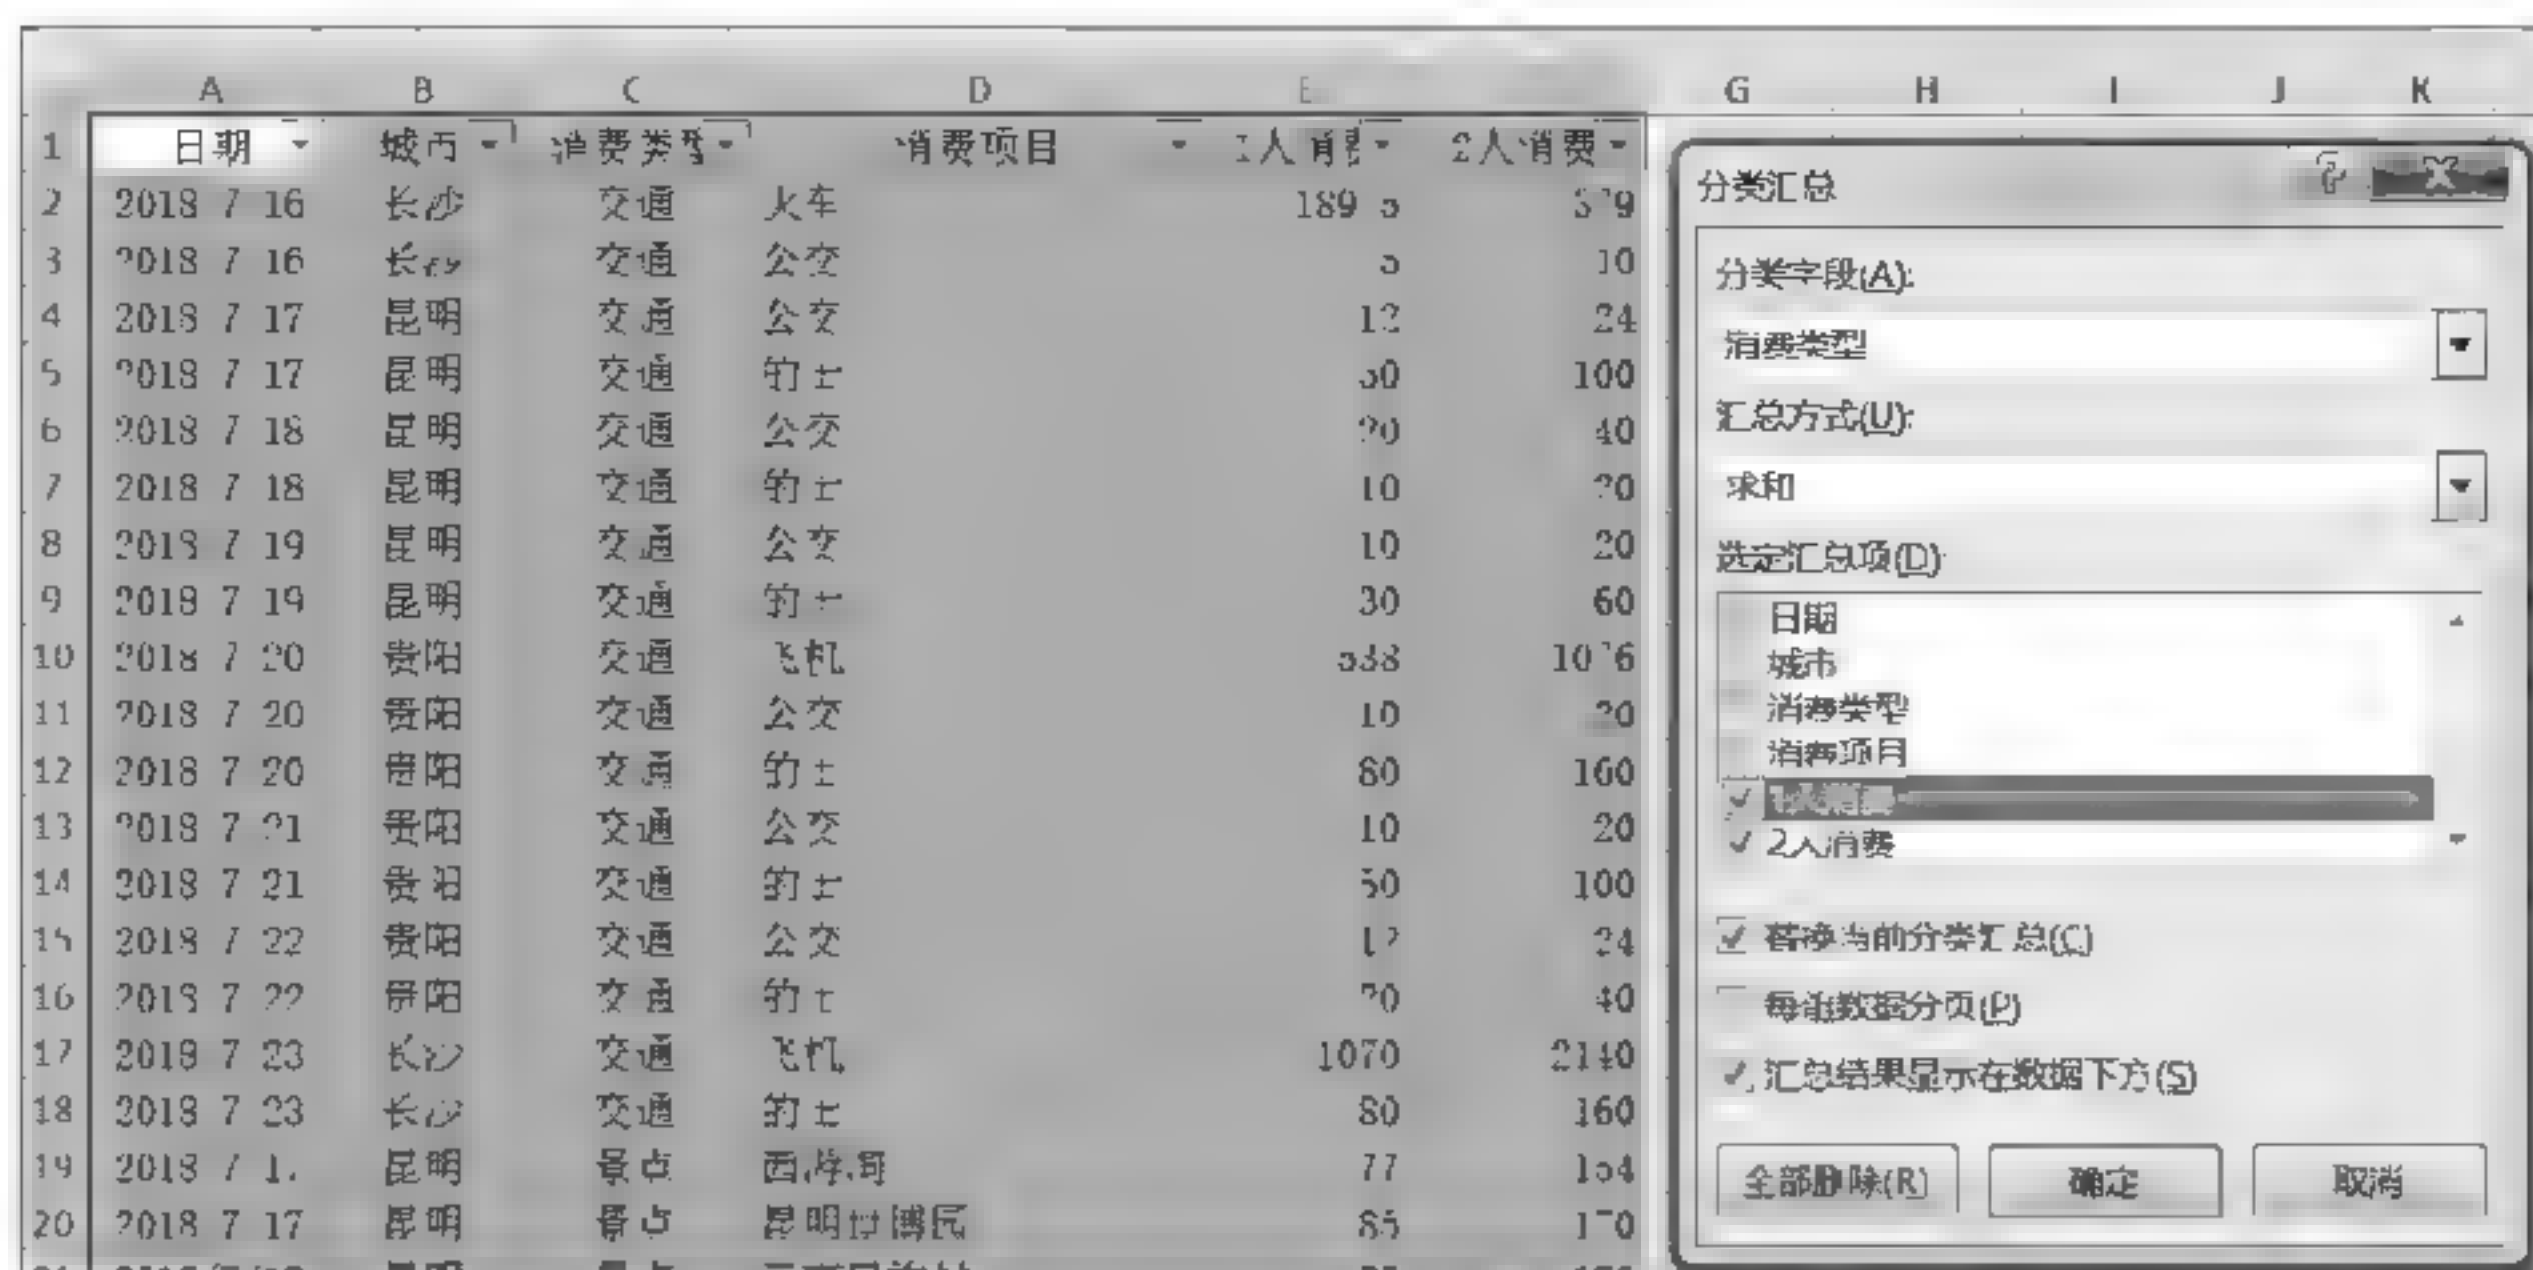 A B C D E G H I J K
1 日期 城市 消费类型 消费项目 1人消费 2人消费
2 2018 7 16 长沙 交通 火车 189 5 379
3 2018 7 16 长沙 交通 公交 5 10
4 2018 7 17 昆明 交通 公交 12 24
5 2018 7 17 昆明 交通 的士 50 100
6 2018 7 18 昆明 交通 公交 20 40
7 2018 7 18 昆明 交通 的士 10 20
8 2018 7 19 昆明 交通 公交 10 20
9 2018 7 19 昆明 交通 的士 30 60
10 2018 7 20 贵阳 交通 飞机 538 1076
11 2018 7 20 贵阳 交通 公交 10 20
12 2018 7 20 贵阳 交通 的士 80 160
13 2018 7 21 贵阳 交通 公交 10 20
14 2018 7 21 贵阳 交通 的士 50 100
15 2018 7 22 贵阳 交通 公交 12 24
16 2018 7 22 贵阳 交通 的士 20 40
17 2018 7 23 长沙 交通 飞机 1070 2140
18 2018 7 23 长沙 交通 的士 80 160
19 2018 7 昆明 景点 77 154
20 2018 7 17 昆明 景点 昆明世博园 85 170
分类汇总
分类字段(A):
消费类型
汇总方式(U):
求和
选定汇总项(D):
日期
城市
消费类型
消费项目
1人消费
2人消费
替换当前分类汇总(C)
每组数据分页(P)
汇总结果显示在数据下方(S)
全部删除(R) 确定 取消